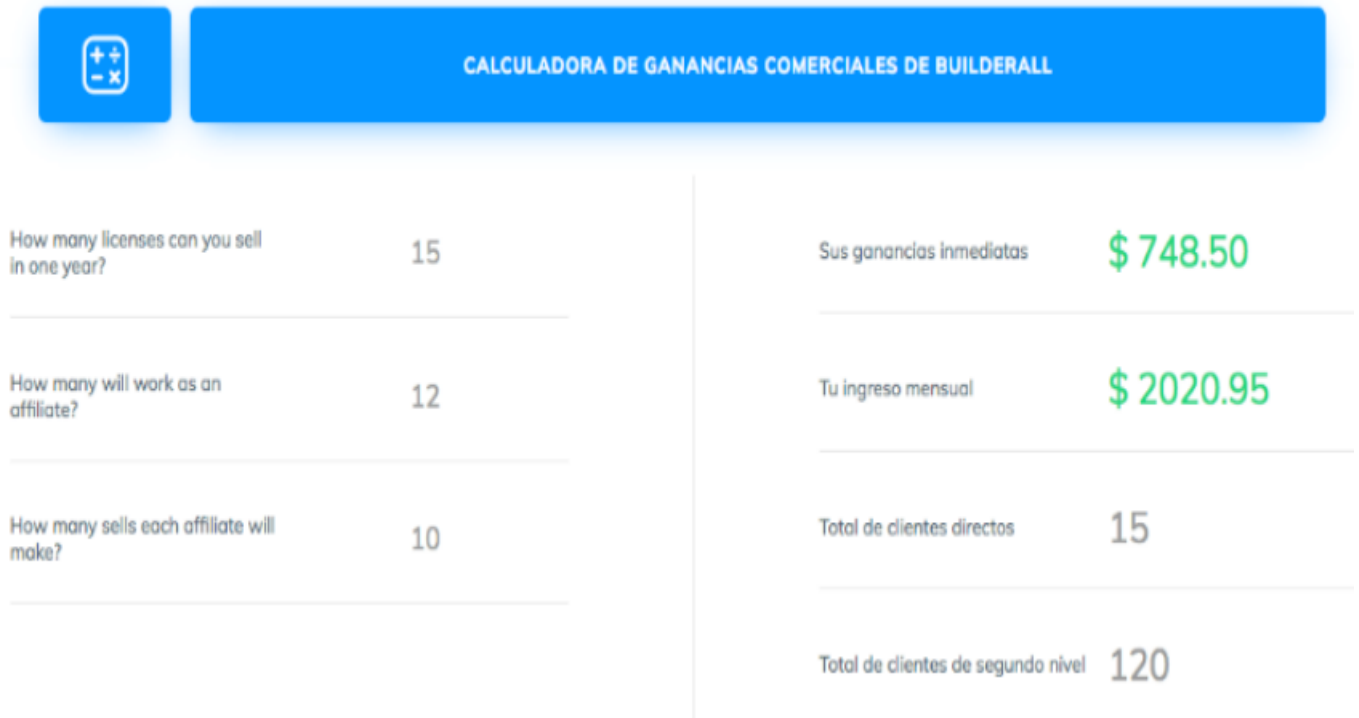 CALCULADORA DE GANANCIAS COMERCIALES DE BUILDERALL
How many licenses can you sell
in one year?
15
How many will work as an
affiliate?
12
How many sells each affiliate will
make?
10
Sus ganancias inmediatas
$ 748.50
Tu ingreso mensual
$ 2020.95
Total de clientes directos
15
Total de clientes de segundo nivel
120